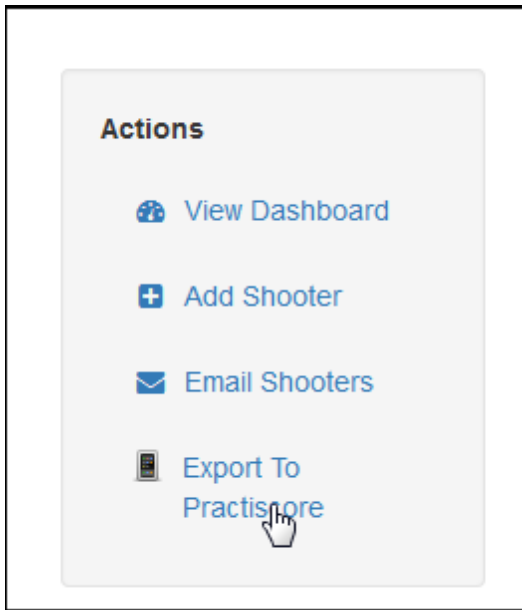 Actions
View Dashboard
Add Shooter
Email Shooters
Export To
Practiscore